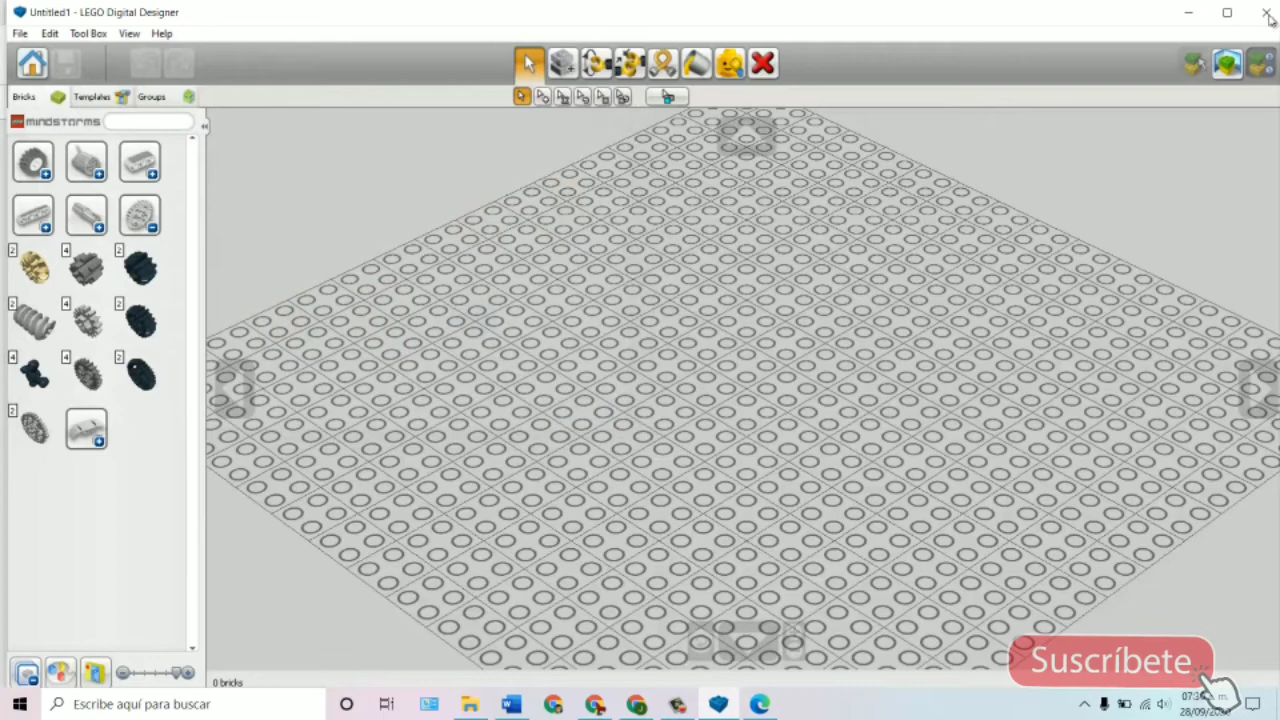 Untitled1 - LEGO Digital Designer
File Edit Tool Box View Help
Bricks Templates Groups
mindstorms
2 4 2
2 4 2
4 4 2
2
0 bricks
Suscríbete
Escribe aquí para buscar